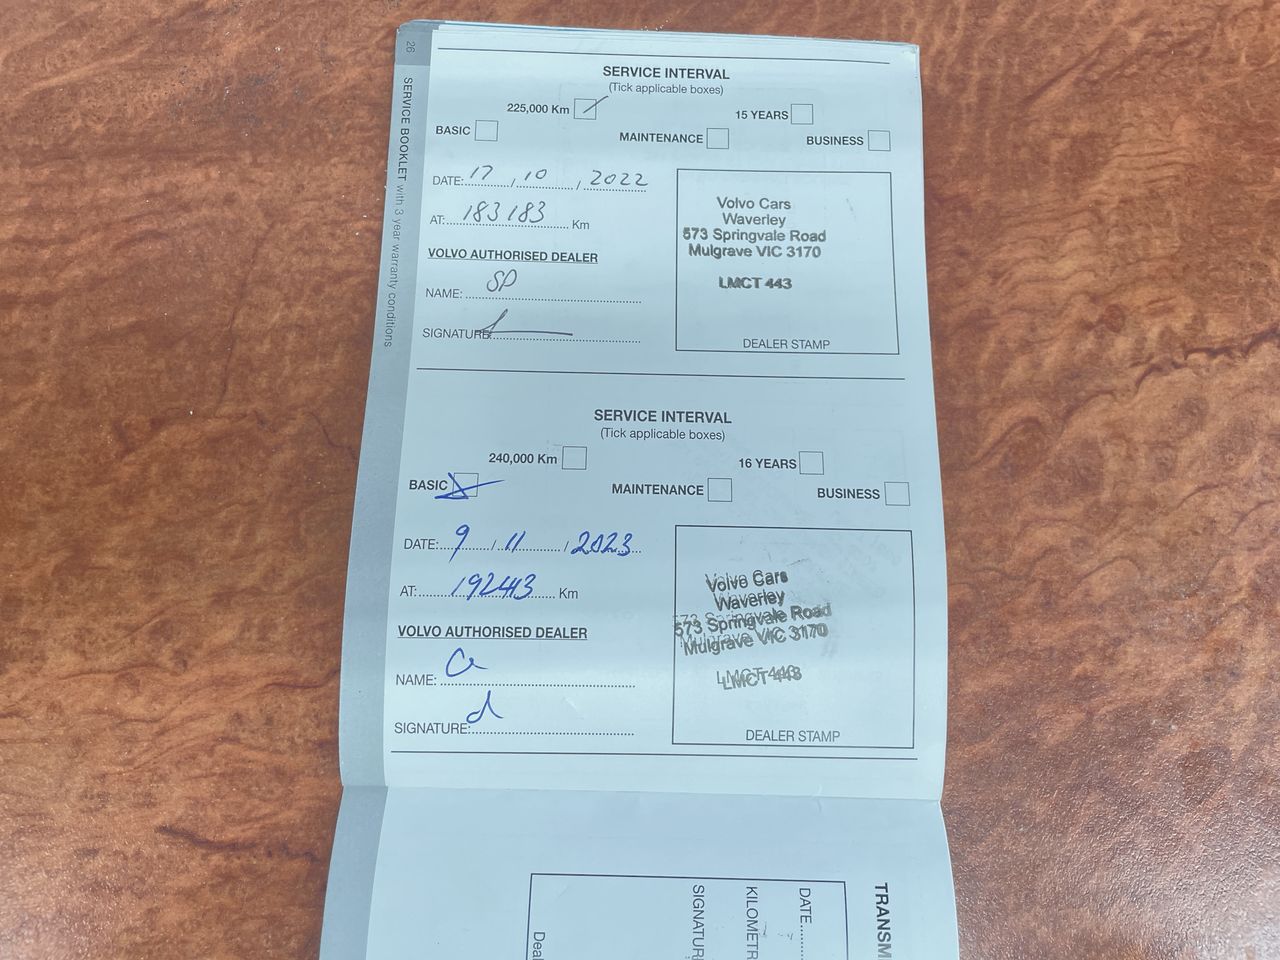 26
SERVICE BOOKLET with 3 year warranty conditions
SERVICE INTERVAL
(Tick applicable boxes)
225,000 Km
15 YEARS
BASIC
MAINTENANCE
BUSINESS
DATE: 17 / 10 / 2022
AT: 183183 Km
VOLVO AUTHORISED DEALER
NAME: SP
SIGNATURE:
Volvo Cars
Waverley
573 Springvale Road
Mulgrave VIC 3170
LMCT 443
DEALER STAMP
SERVICE INTERVAL
(Tick applicable boxes)
240,000 Km
16 YEARS
BASIC
MAINTENANCE
BUSINESS
DATE: 9 / 11 / 2023
AT: 192443 Km
VOLVO AUTHORISED DEALER
NAME:
SIGNATURE:
Volvo Cars
Waverley
573 Springvale Road
Mulgrave VIC 3170
LMCT 443
DEALER STAMP
TRANSM
DATE
KILOMETR
SIGNATUR
Deal